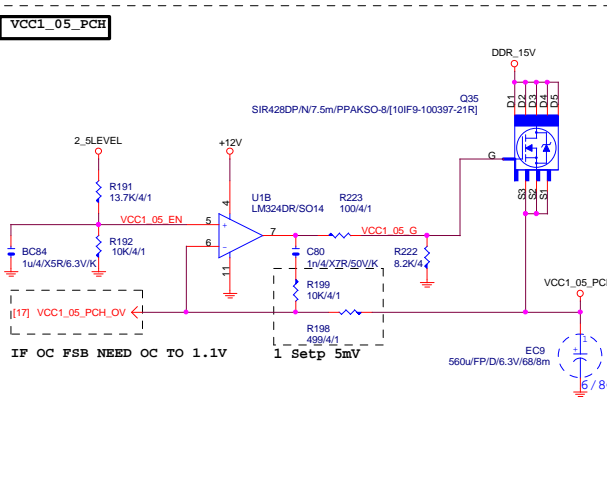 VCC1_05_PCH
DDR_15V
D1
D2
D3
D4
D5
Q35
SIR428DP/N/7.5m/PPAKSO-8/[10IF9-100397-21R]
G
S3
S2
S1
2_5LEVEL
+12V
R191
13.7K/4/1
4
U1B
LM324DR/SO14
R223
100/4/1
VCC1_05_EN
5
+
7
VCC1_05_G
6
-
R192
10K/4/1
BC84
1u/4/X5R/6.3V/K
11
C80
1n/4/X7R/50V/K
R222
8.2K/4
R199
10K/4/1
VCC1_05_PC
[17] VCC1_05_PCH_OV
R198
499/4/1
IF OC FSB NEED OC TO 1.1V
1 Setp 5mV
EC9
560u/FP/D/6.3V/68/8m
1
+
6/8